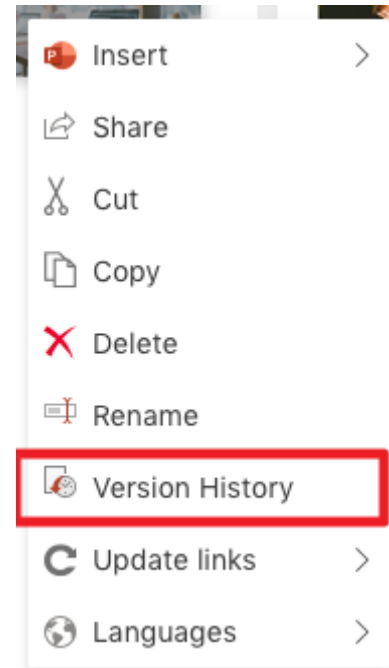 Insert
Share
Cut
Copy
Delete
Rename
Version History
Update links
Languages